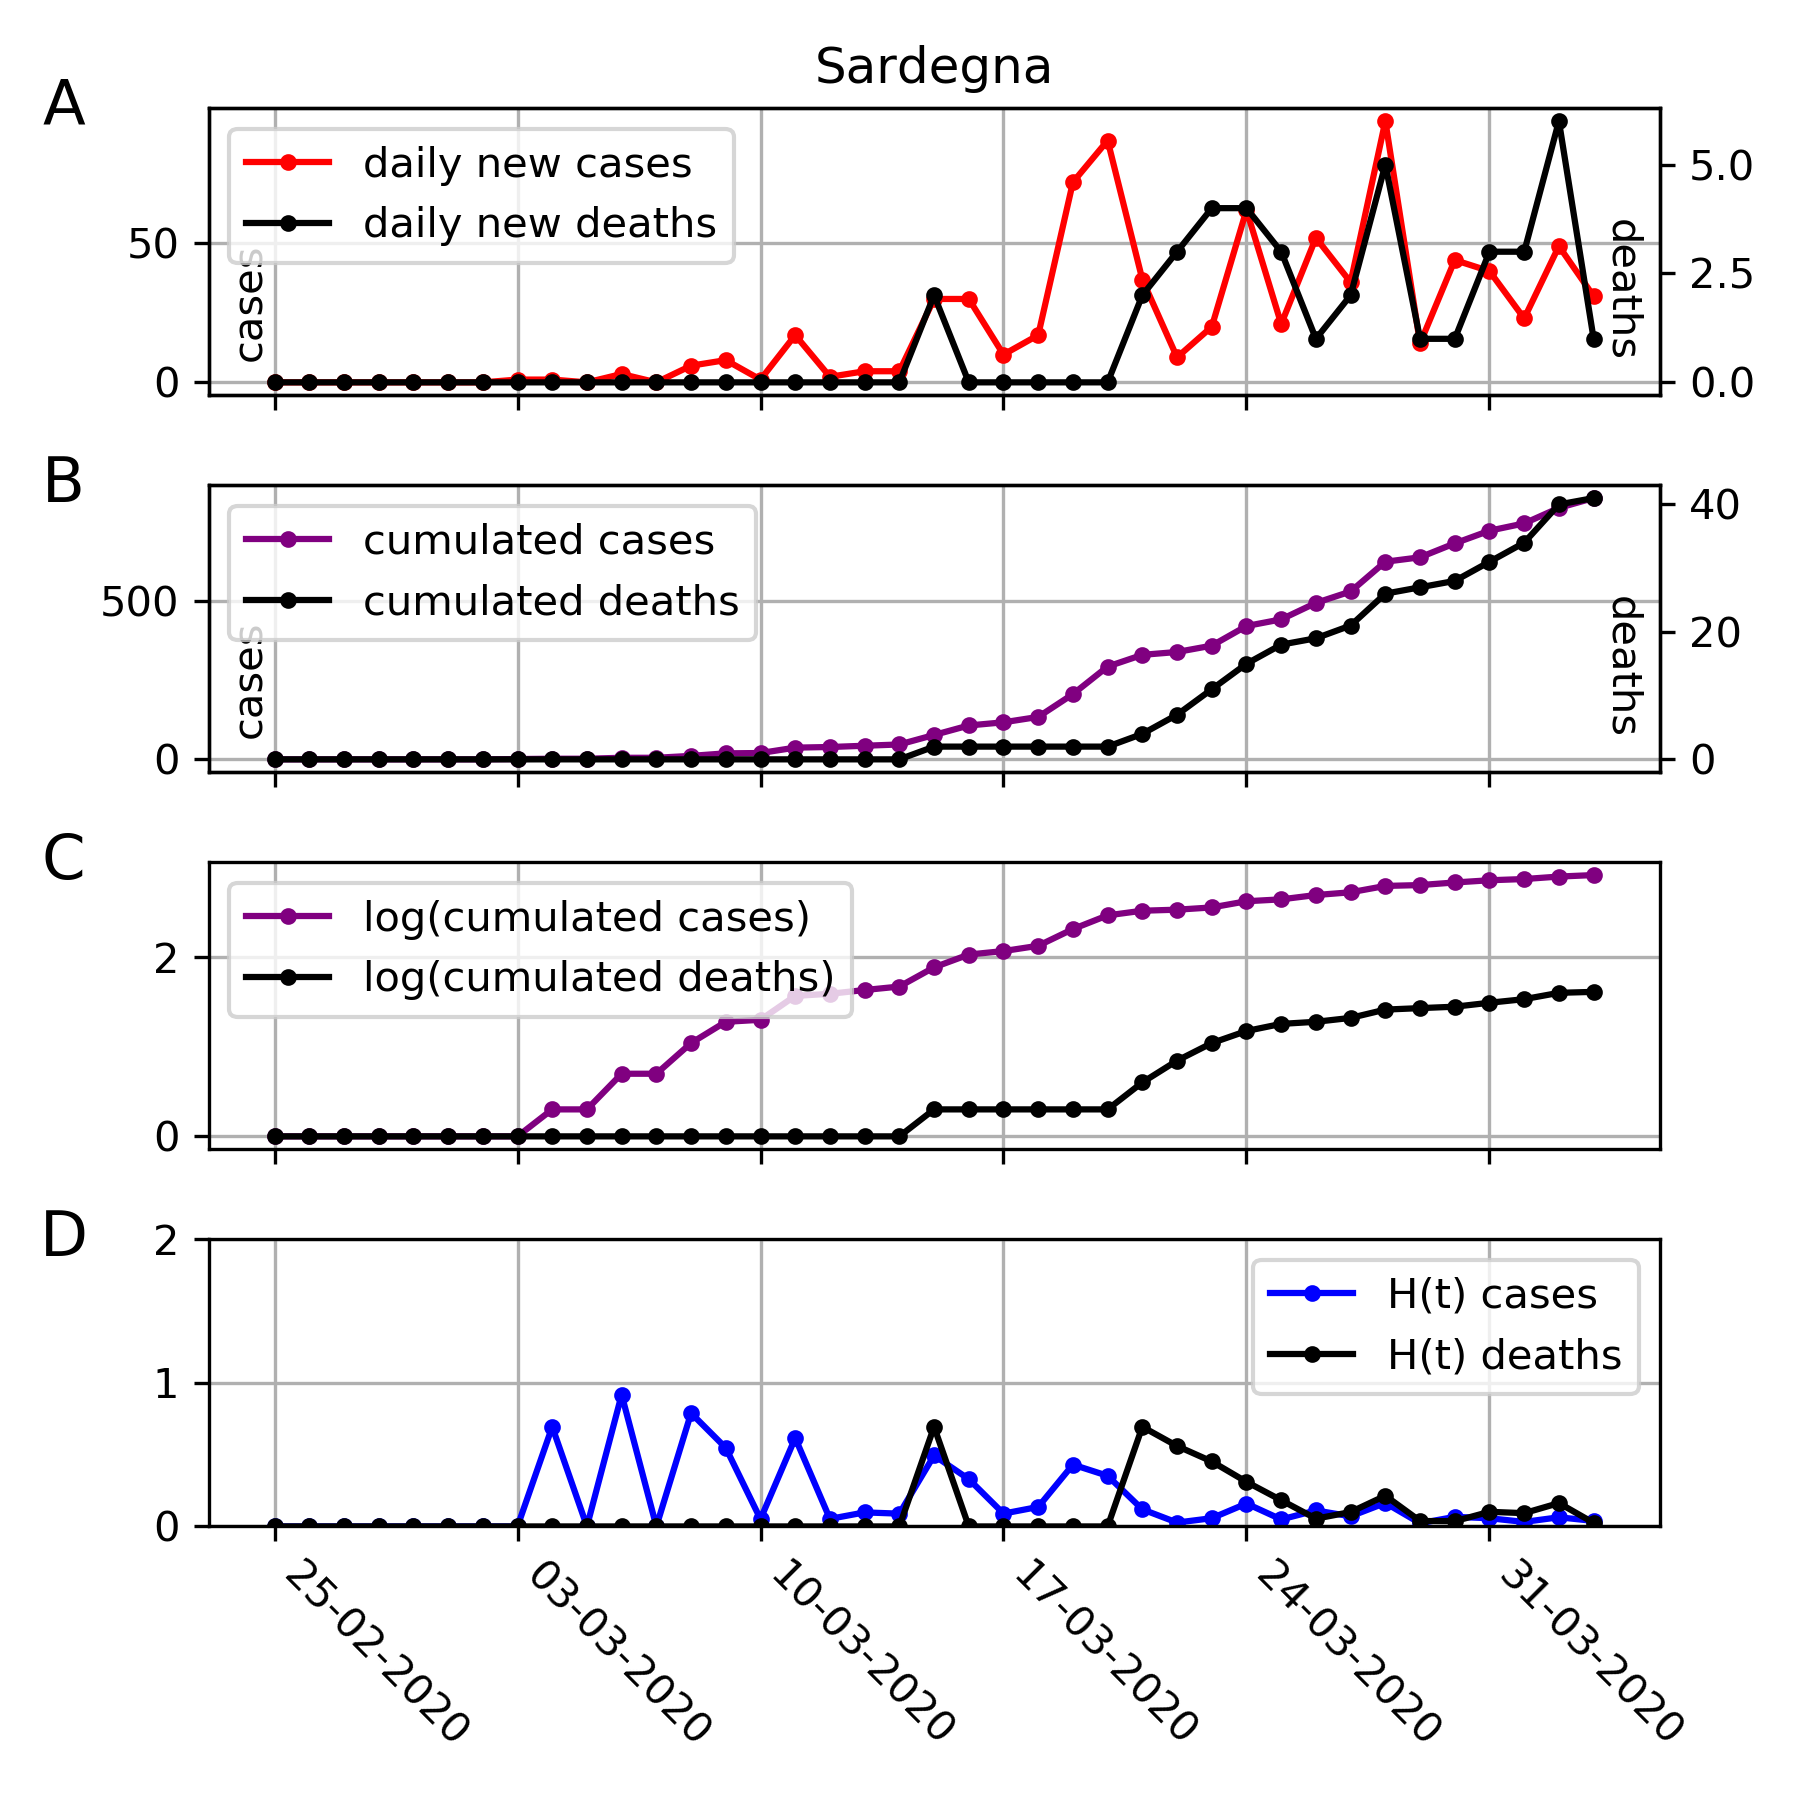 Sardegna
A
daily new cases
daily new deaths
50
0
cases
5.0
2.5
0.0
deaths
B
cumulated cases
cumulated deaths
500
0
cases
40
20
0
deaths
C
log(cumulated cases)
log(cumulated deaths)
2
0
D
2
1
0
H(t) cases
H(t) deaths
25-02-2020
03-03-2020
10-03-2020
17-03-2020
24-03-2020
31-03-2020